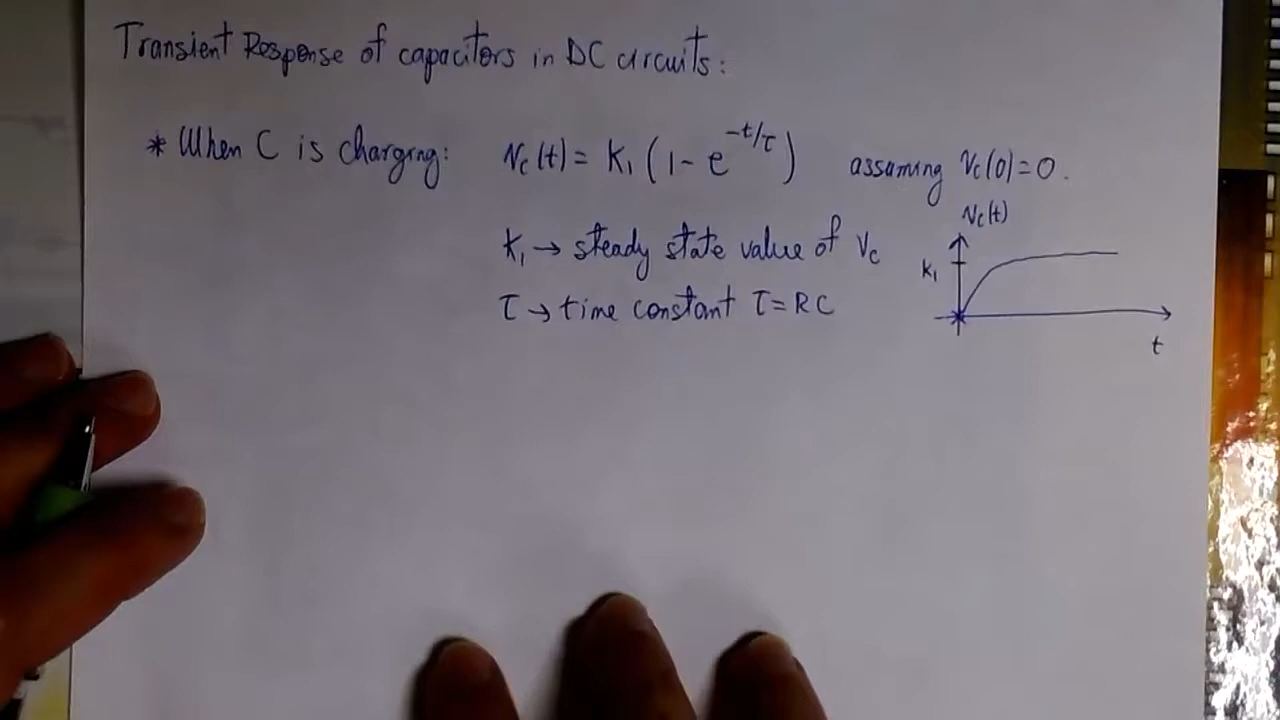 Transient Response of capacitors in DC circuits:
* When C is charging: Vc(t) = K₁ (1 - e^(-t/τ)) assuming Vc(0) = 0.
K₁ → steady state value of Vc
τ → time constant τ = RC
Vc(t)
K₁
t